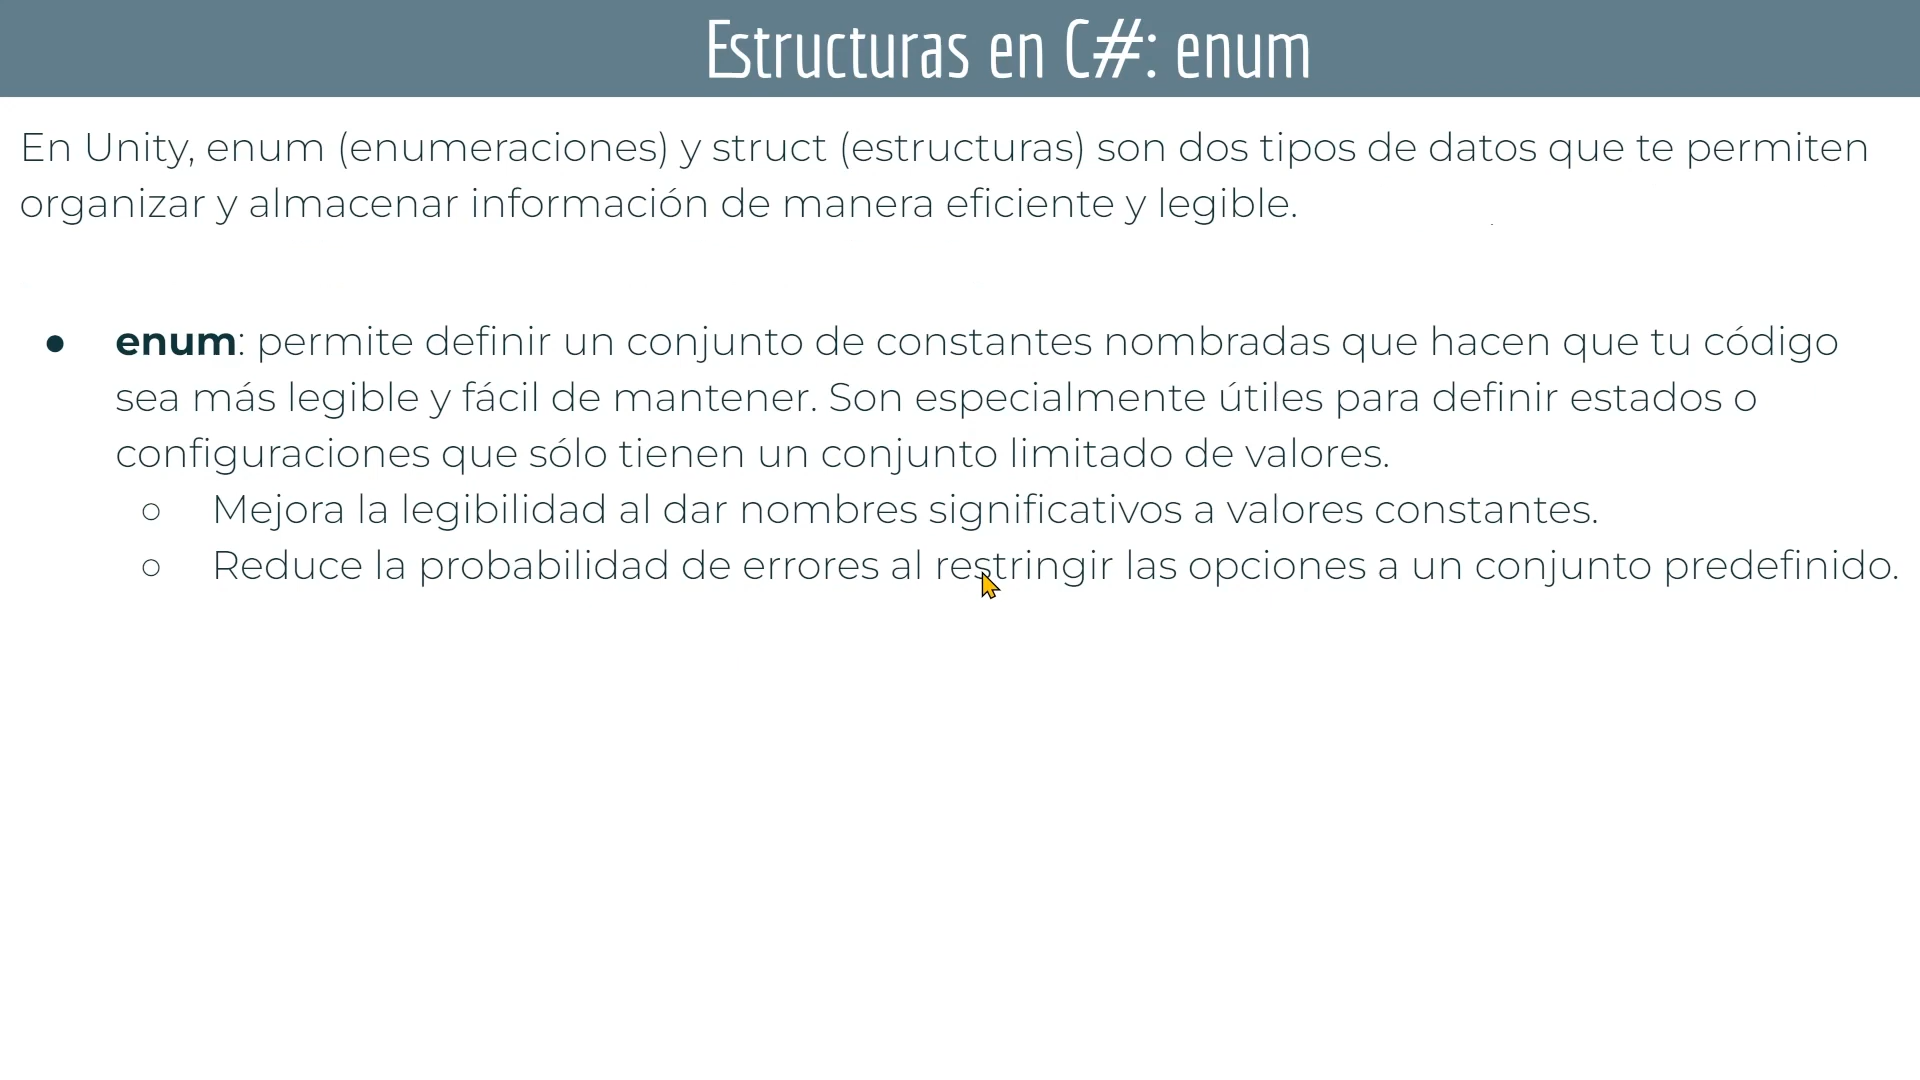 Estructuras en C#: enum
En Unity, enum (enumeraciones) y struct (estructuras) son dos tipos de datos que te permiten
organizar y almacenar información de manera eficiente y legible.
● enum: permite definir un conjunto de constantes nombradas que hacen que tu código
sea más legible y fácil de mantener. Son especialmente útiles para definir estados o
configuraciones que sólo tienen un conjunto limitado de valores.
○ Mejora la legibilidad al dar nombres significativos a valores constantes.
○ Reduce la probabilidad de errores al restringir las opciones a un conjunto predefinido.